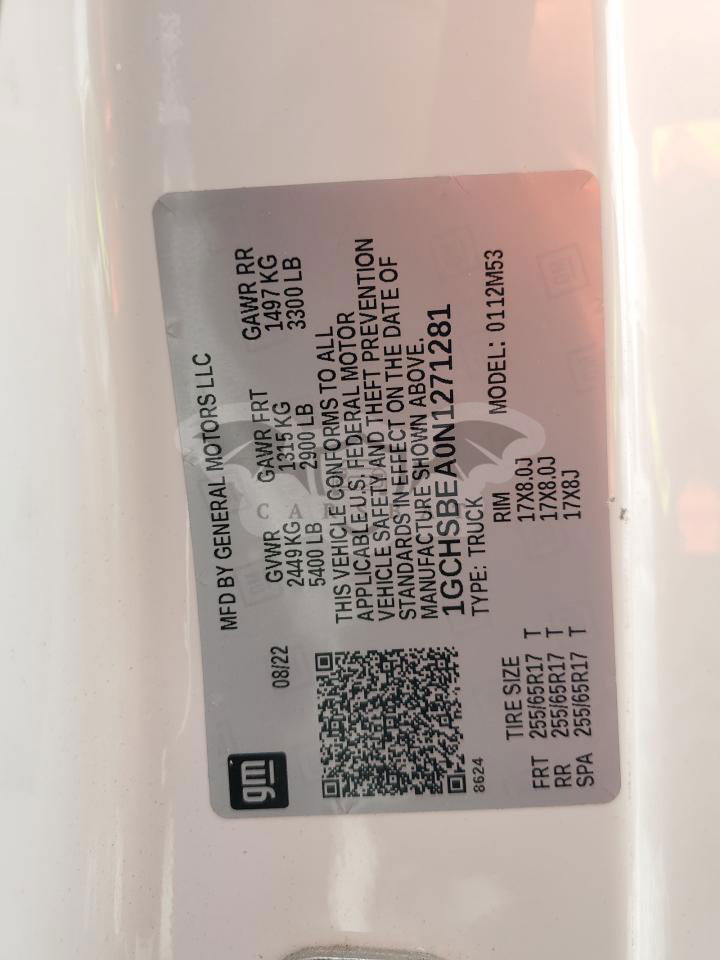 gm
08/22
MFD BY GENERAL MOTORS LLC
GVWR GAWR FRT GAWR RR
2449KG 1315 KG 1497 KG
5400 LB 2900 LB 3300 LB
THIS VEHICLE CONFORMS TO ALL
APPLICABLE U.S. FEDERAL MOTOR
VEHICLE SAFETY, AND THEFT PREVENTION
STANDARDS IN EFFECT ON THE DATE OF
MANUFACTURE SHOWN ABOVE.
1GCHSBEA0N1271281
TYPE: TRUCK MODEL: 0112M53
8624
TIRE SIZE RIM
FRT 255/65R17 T 17X8.0J
RR 255/65R17 T 17X8.0J
SPA 255/65R17 T 17X8J